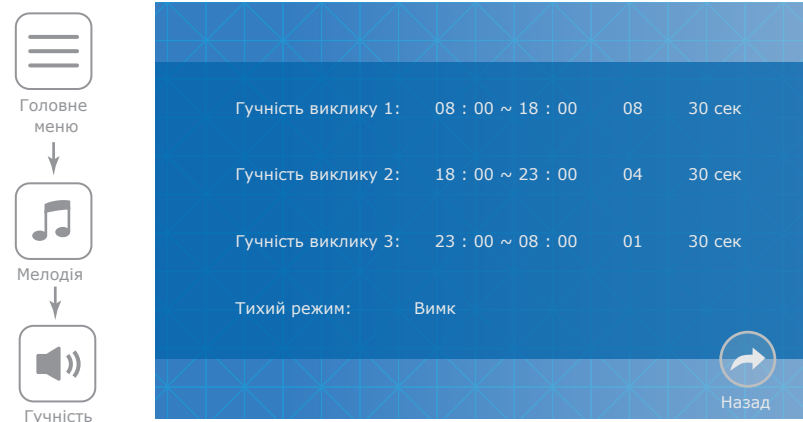 Головне
меню
Мелодія
Гучність
Гучність виклику 1: 08 : 00 ~ 18 : 00 08 30 сек
Гучність виклику 2: 18 : 00 ~ 23 : 00 04 30 сек
Гучність виклику 3: 23 : 00 ~ 08 : 00 01 30 сек
Тихий режим: Вимк
Назад